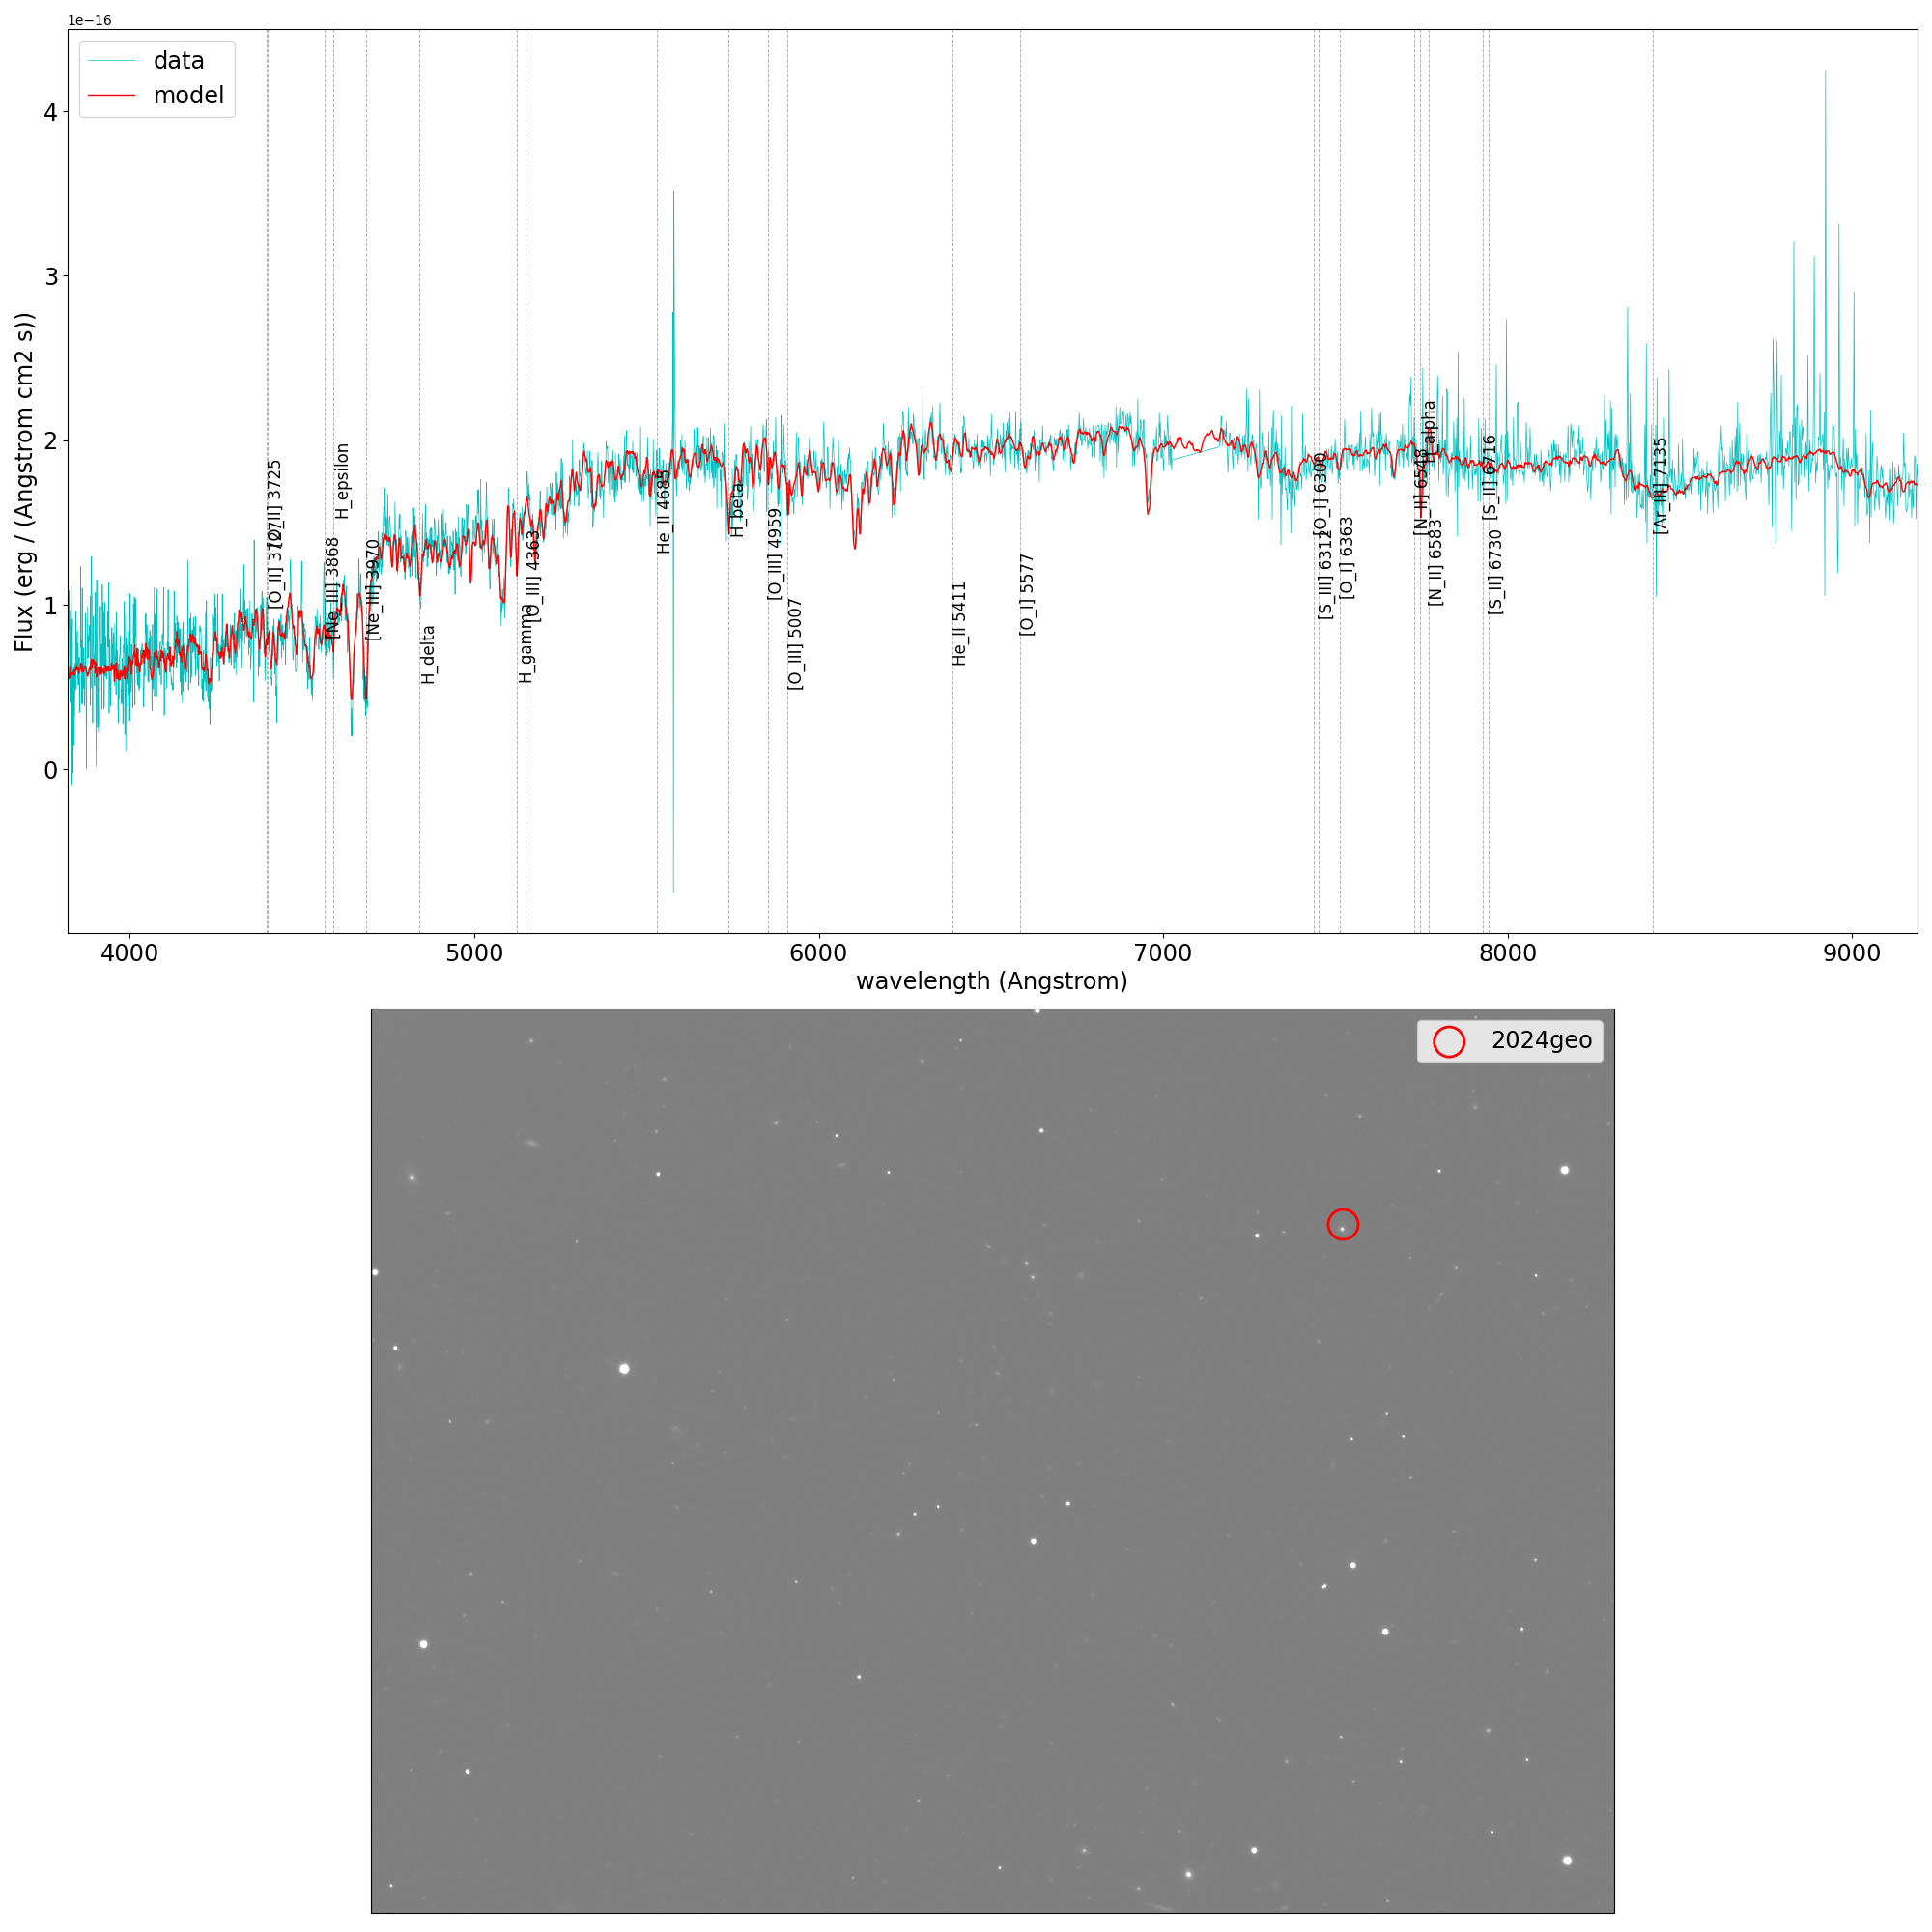 1e−16
data
model
4
3
2
1
0
Flux (erg / (Angstrom cm2 s))
[O_II] 3725
[O_II] 3727
[Ne_III] 3868
H_epsilon
[Ne_III] 3970
H_delta
H_gamma
[O_III] 4363
He_II 4685
H_beta
[O_III] 4959
[O_III] 5007
He_II 5411
[O_I] 5577
[O_I] 6300
[S_III] 6312
[O_I] 6363
[N_II] 6548
H_alpha
[N_II] 6583
[S_II] 6716
[S_II] 6730
[Ar_III] 7135
4000 5000 6000 7000 8000 9000
wavelength (Angstrom)
2024geo